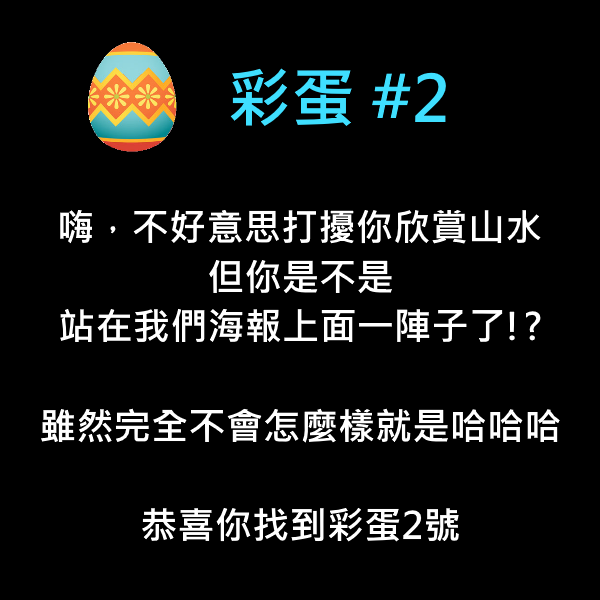 彩蛋 #2
嗨，不好意思打擾你欣賞山水
但你是不是
站在我們海報上面一陣子了!?
雖然完全不會怎麼樣就是哈哈哈
恭喜你找到彩蛋2號